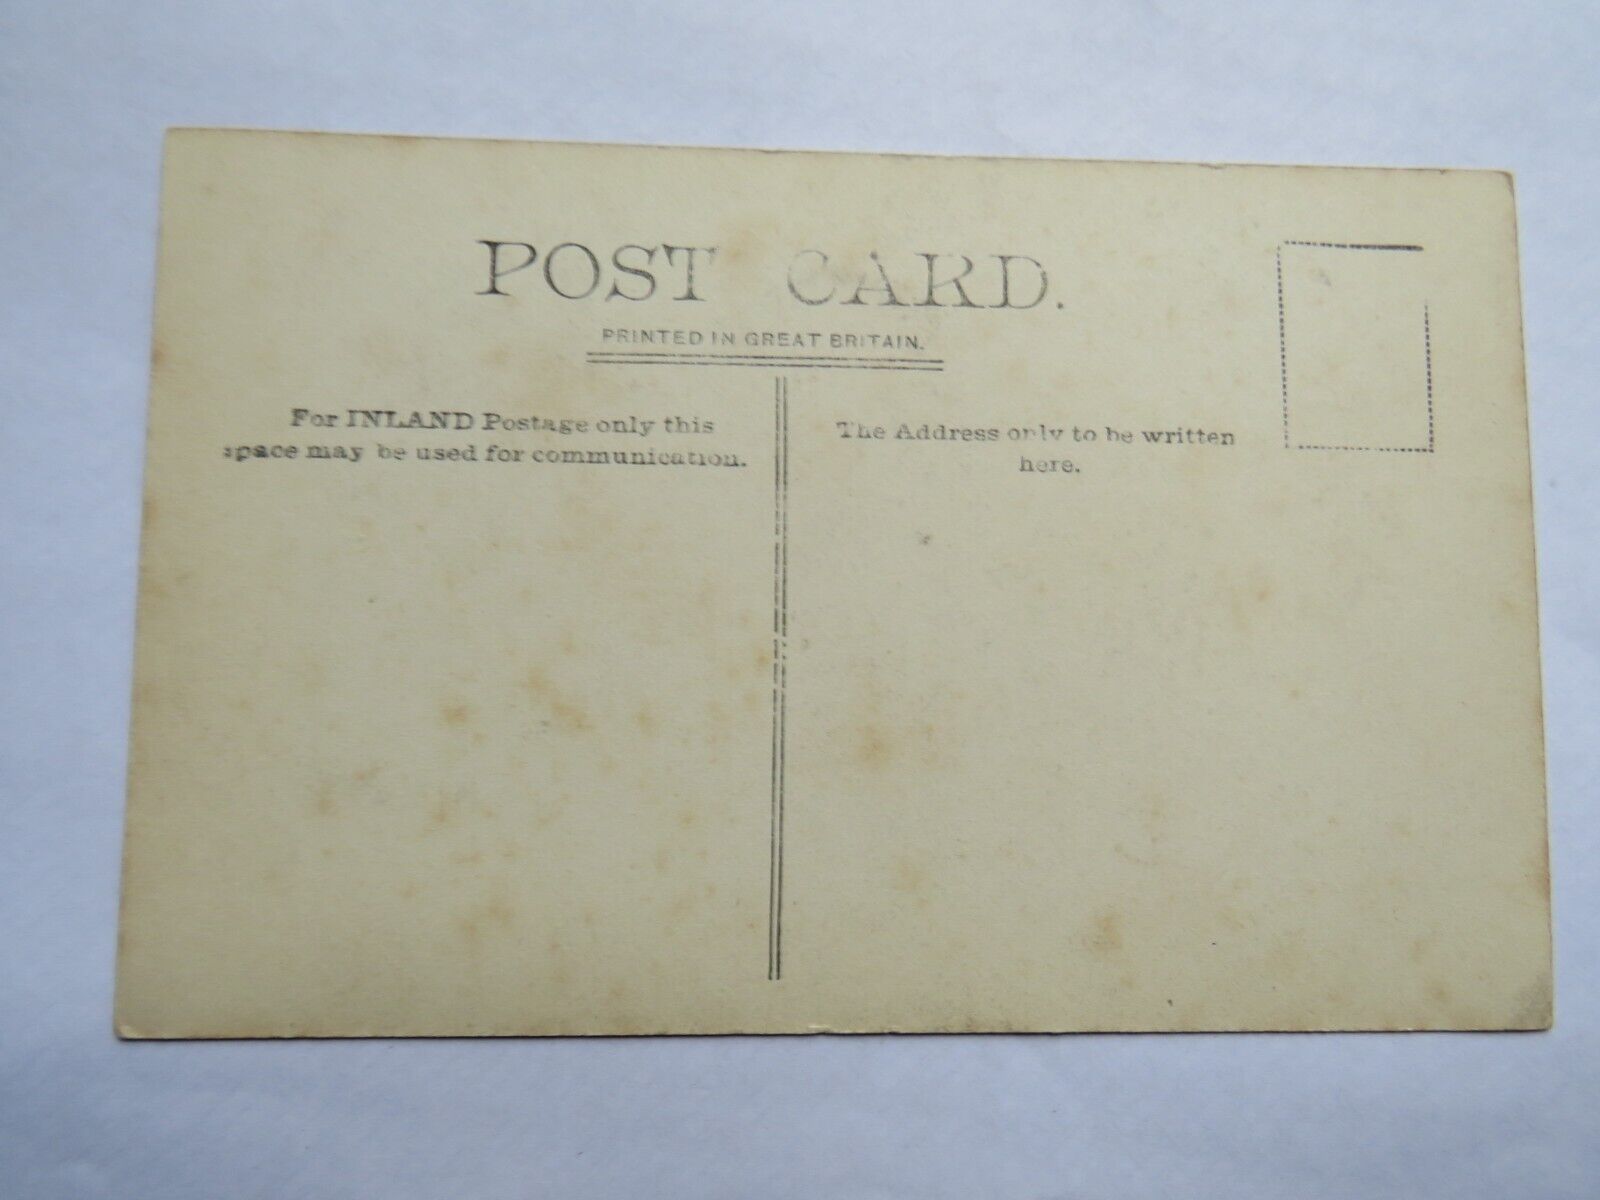 POST CARD.
PRINTED IN GREAT BRITAIN.
For INLAND Postage only this
space may be used for communication.
The Address only to be written
here.